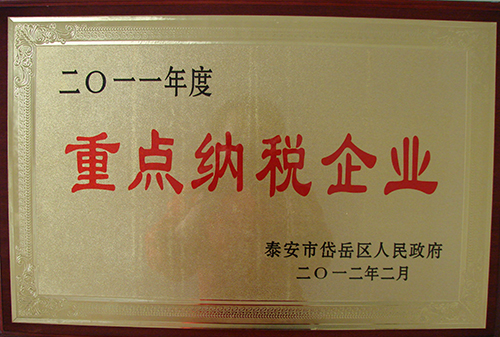 二〇一一年度
重点纳税企业
泰安市岱岳区人民政府
二〇一二年二月